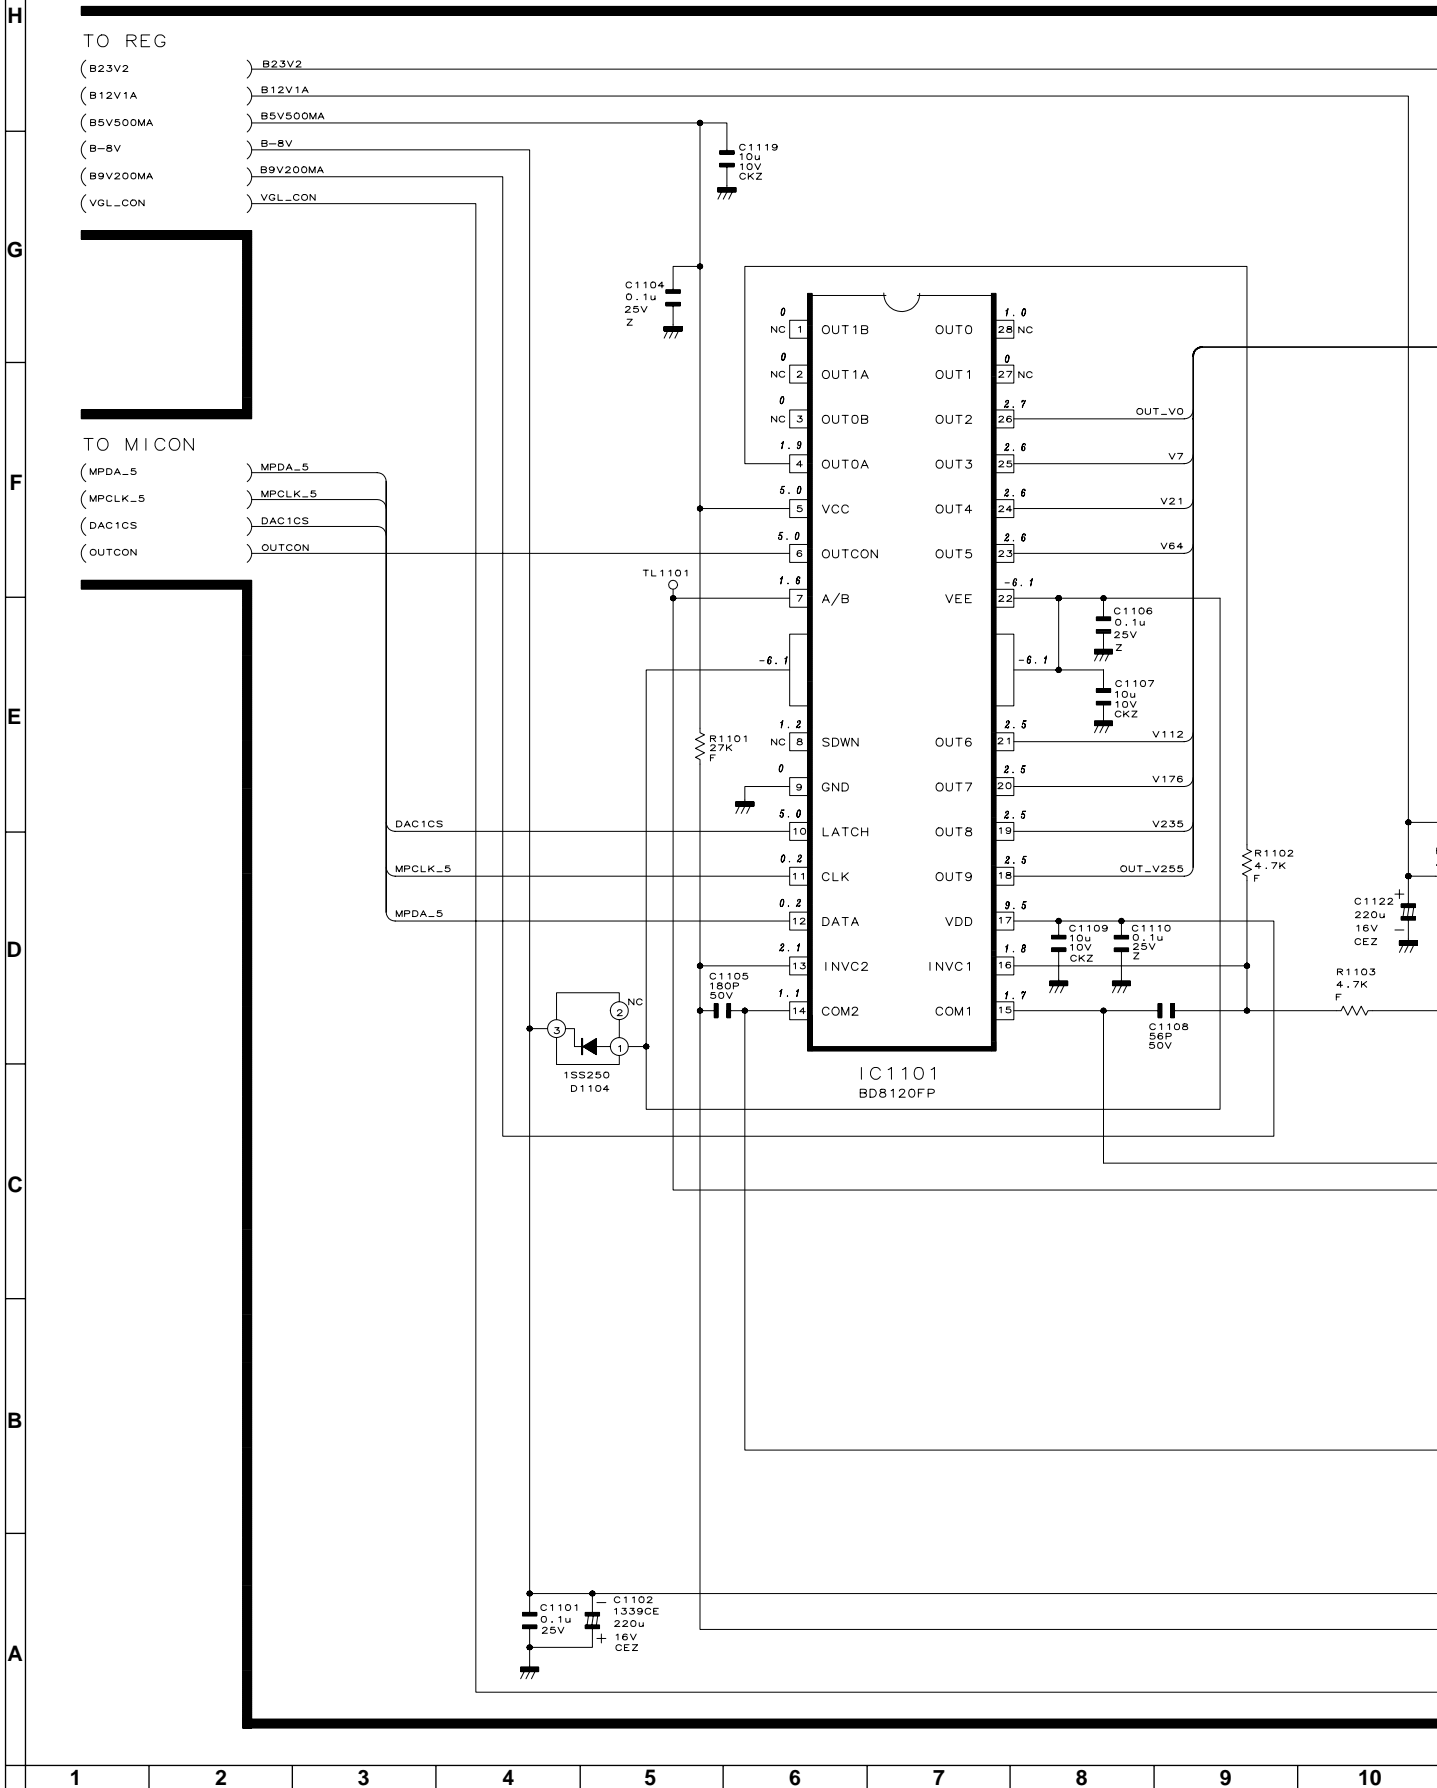 H
TO REG
B23V2 B23V2
B12V1A B12V1A
B5V500MA B5V500MA
B-8V B-8V
B9V200MA B9V200MA
VGL_CON VGL_CON
C1119
10u
10V
CKZ
G
C1104
0.1u
25V
Z
0
NC 1 OUT1B
0
NC 2 OUT1A
0
NC 3 OUT0B
1.9
4 OUT0A
5.0
5 VCC
5.0
6 OUTCON
1.6
7 A/B
-6.1
1.2
NC 8 SDWN
0
9 GND
5.0
10 LATCH
0.2
11 CLK
0.2
12 DATA
2.1
13 INVC2
1.1
14 COM2
1.0
OUT0 28 NC
0
OUT1 27 NC
2.7
OUT2 26 OUT_V0
2.6
OUT3 25 V7
2.6
OUT4 24 V21
2.6
OUT5 23 V64
-6.1
VEE 22
-6.1
2.5
OUT6 21 V112
2.5
OUT7 20 V176
2.5
OUT8 19 V235
2.5
OUT9 18 OUT_V255
9.5
VDD 17
1.8
INVC1 16
1.7
COM1 15
IC1101
BD8120FP
TO MICON
MPDA_5 MPDA_5
MPCLK_5 MPCLK_5
DAC1CS DAC1CS
OUTCON OUTCON
F
TL1101
C1106
0.1u
25V
Z
C1107
10u
10V
CKZ
E
R1101
27K
F
DAC1CS
MPCLK_5
MPDA_5
R1102
4.7K
F
C1122
+
220u
16V
-
CEZ
D
C1109
10u
10V
CKZ
C1110
0.1u
25V
Z
C1105
180P
50V
R1103
4.7K
F
C1108
56P
50V
NC
2
3
1
1SS250
D1104
C
B
C1101
0.1u
25V
- C1102
1339CE
220u
+ 16V
CEZ
A
1 2 3 4 5 6 7 8 9 10